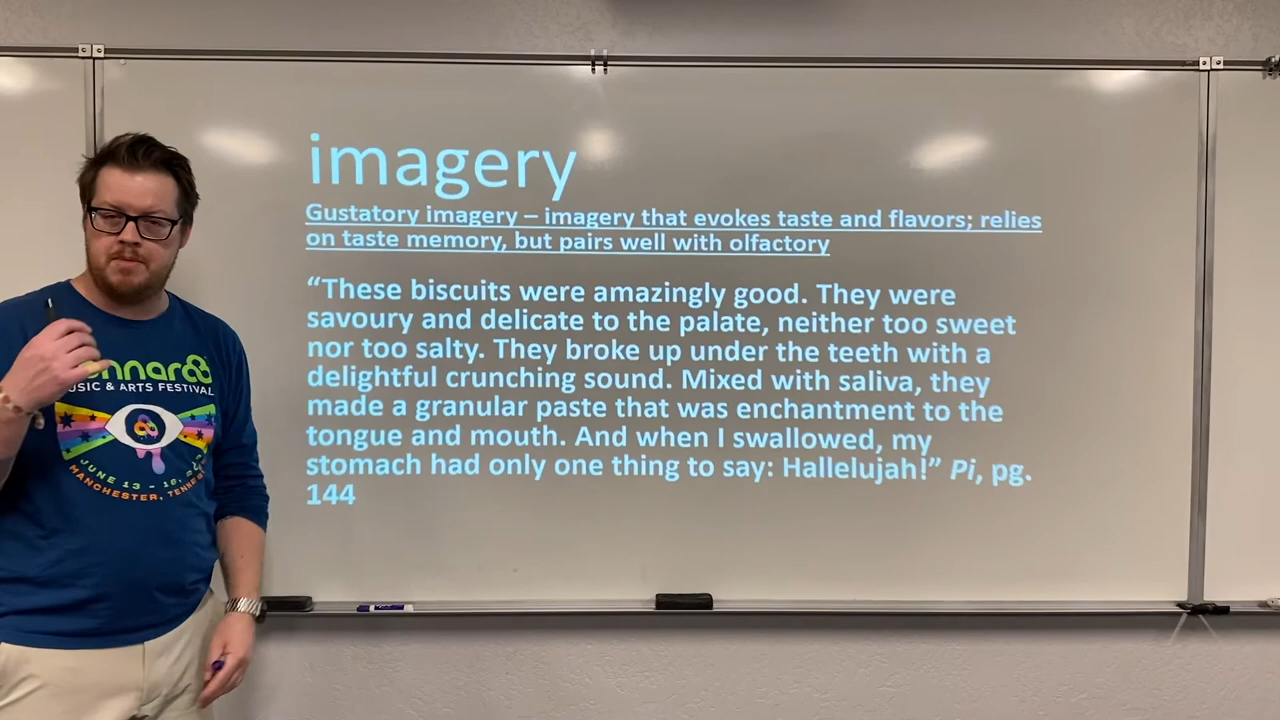 imagery
Gustatory imagery – imagery that evokes taste and flavors; relies
on taste memory, but pairs well with olfactory
“These biscuits were amazingly good. They were
savoury and delicate to the palate, neither too sweet
nor too salty. They broke up under the teeth with a
delightful crunching sound. Mixed with saliva, they
made a granular paste that was enchantment to the
tongue and mouth. And when I swallowed, my
stomach had only one thing to say: Hallelujah!” Pi, pg.
144
& ARTS FESTIVAL
JUNE 13 – 16,
MANCHESTER,